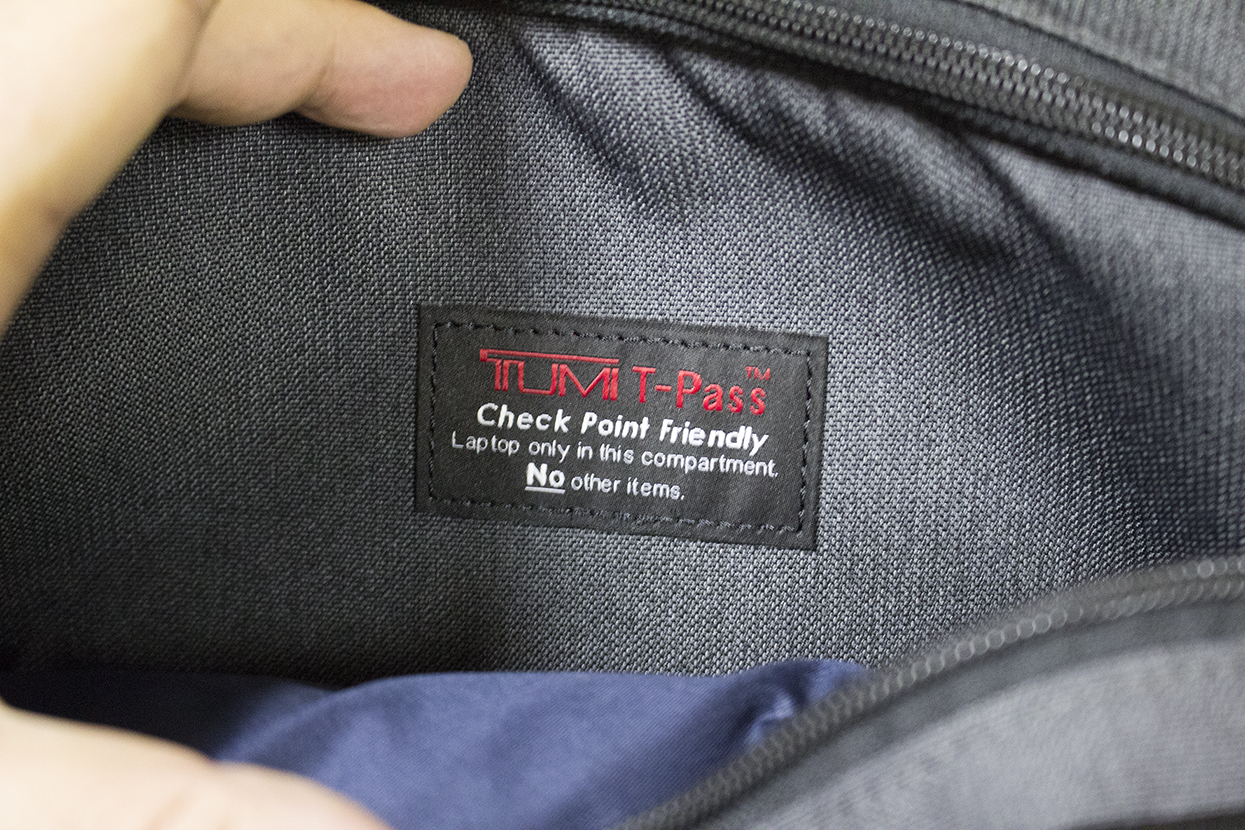 TUMI T-Pass™
Check Point Friendly
Laptop only in this compartment.
No other items.